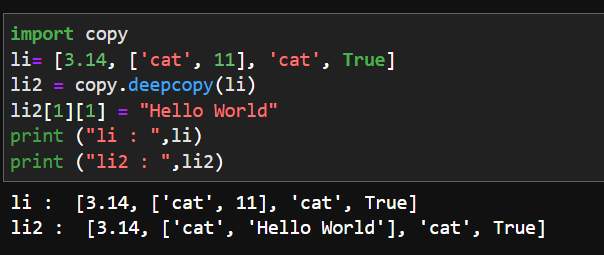 import copy
li= [3.14, ['cat', 11], 'cat', True]
li2 = copy.deepcopy(li)
li2[1][1] = "Hello World"
print ("li : ",li)
print ("li2 : ",li2)
li :  [3.14, ['cat', 11], 'cat', True]
li2 :  [3.14, ['cat', 'Hello World'], 'cat', True]